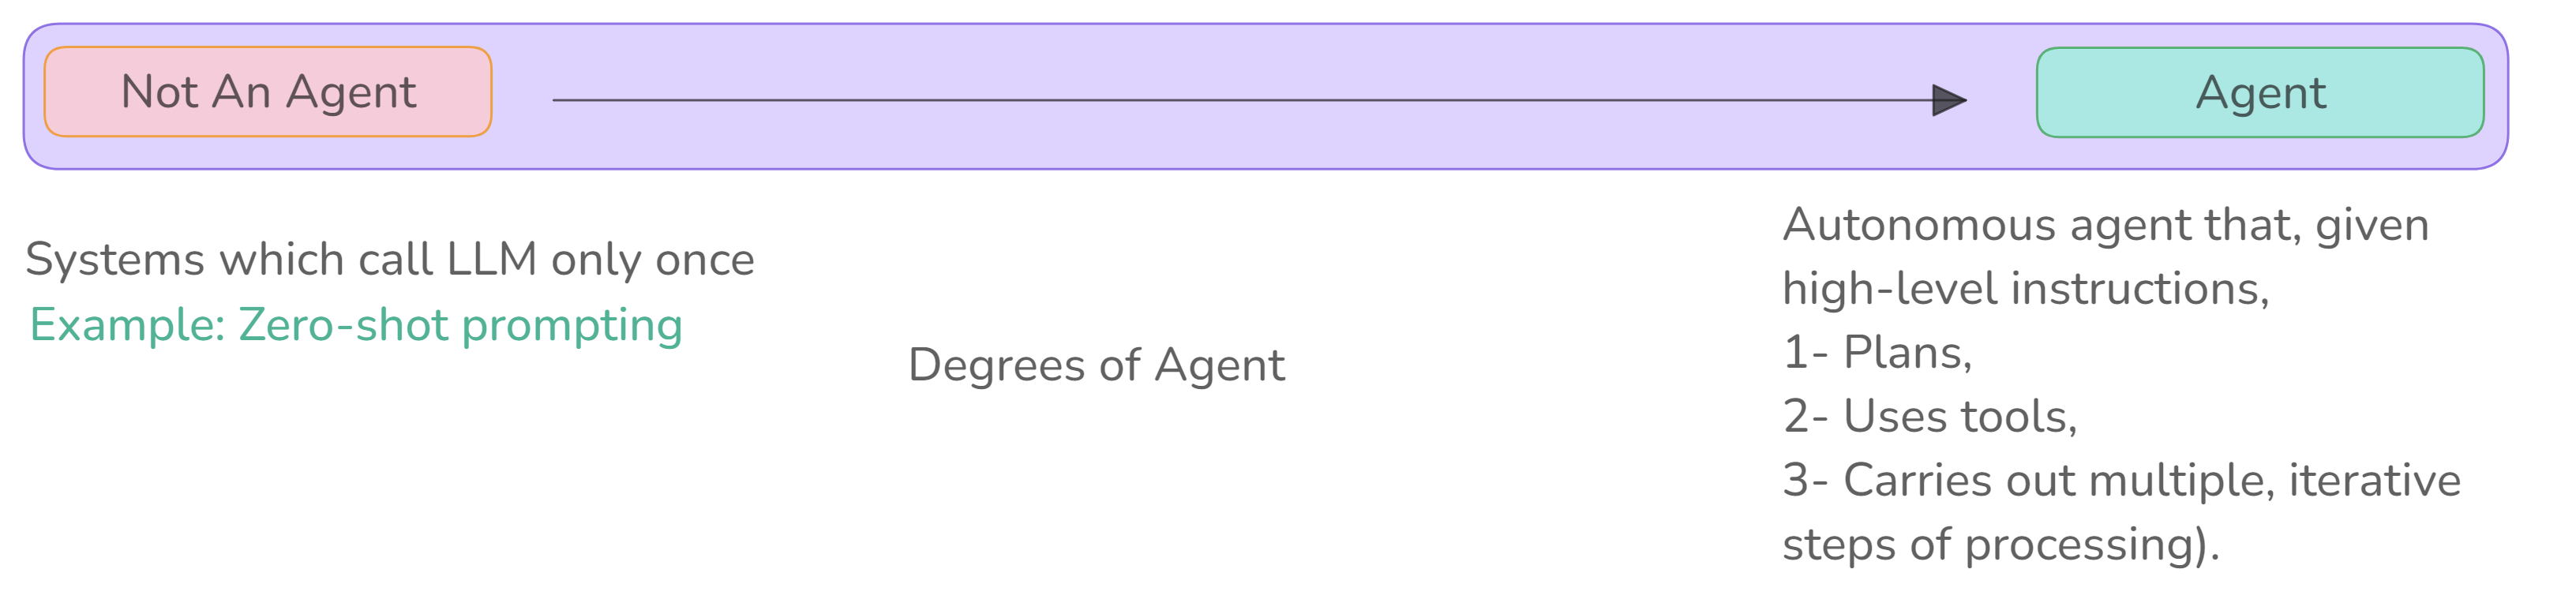 Not An Agent
Agent
Systems which call LLM only once
Example: Zero-shot prompting
Degrees of Agent
Autonomous agent that, given
high-level instructions,
1- Plans,
2- Uses tools,
3- Carries out multiple, iterative
steps of processing).